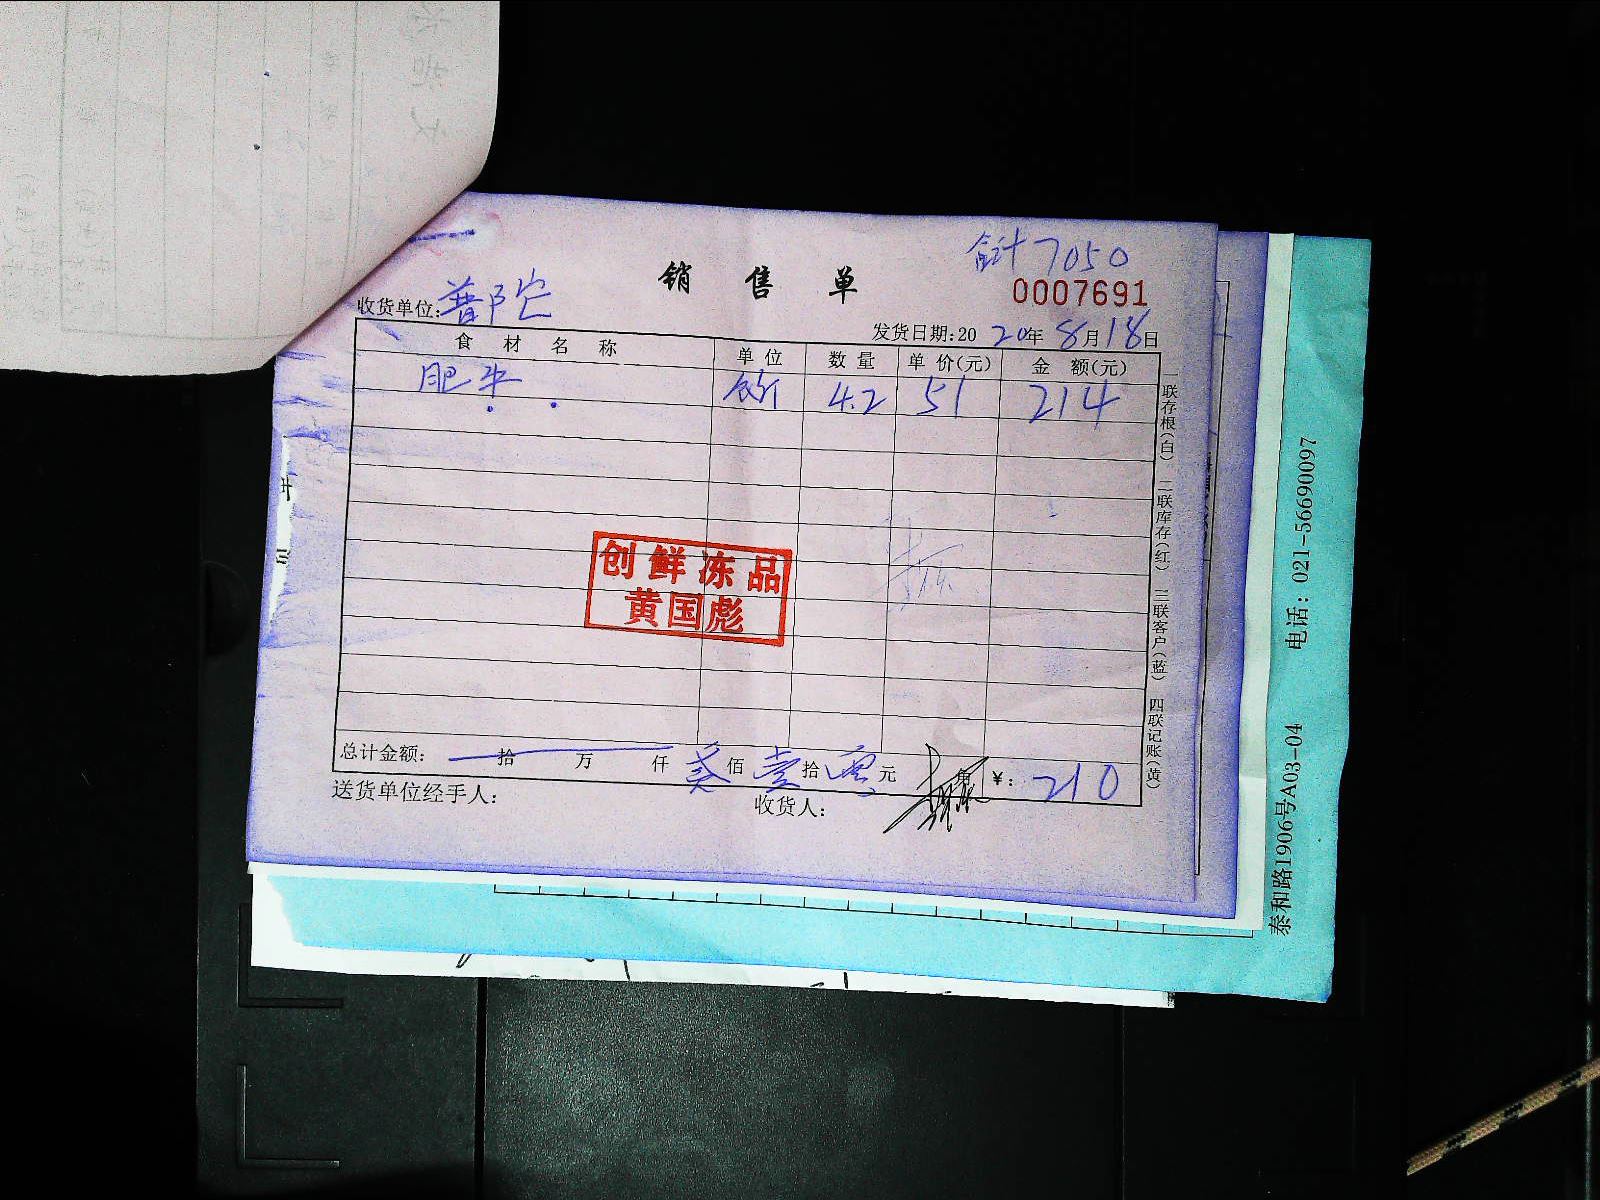 合计7050
销售单
0007691
收货单位:普陀
发货日期:2020年8月18日
食材名称 单位 数量 单价(元) 金额(元)
肥牛 斤 4.2 51 214
创鲜冻品
黄国彪
总计金额: 拾 万 仟 贰佰壹拾零元 角 ¥:210
送货单位经手人: 收货人:
一联存根(白) 二联库存(红) 三联客户(蓝) 四联记账(黄)
泰和路1906号A03-04 电话:021-56690097